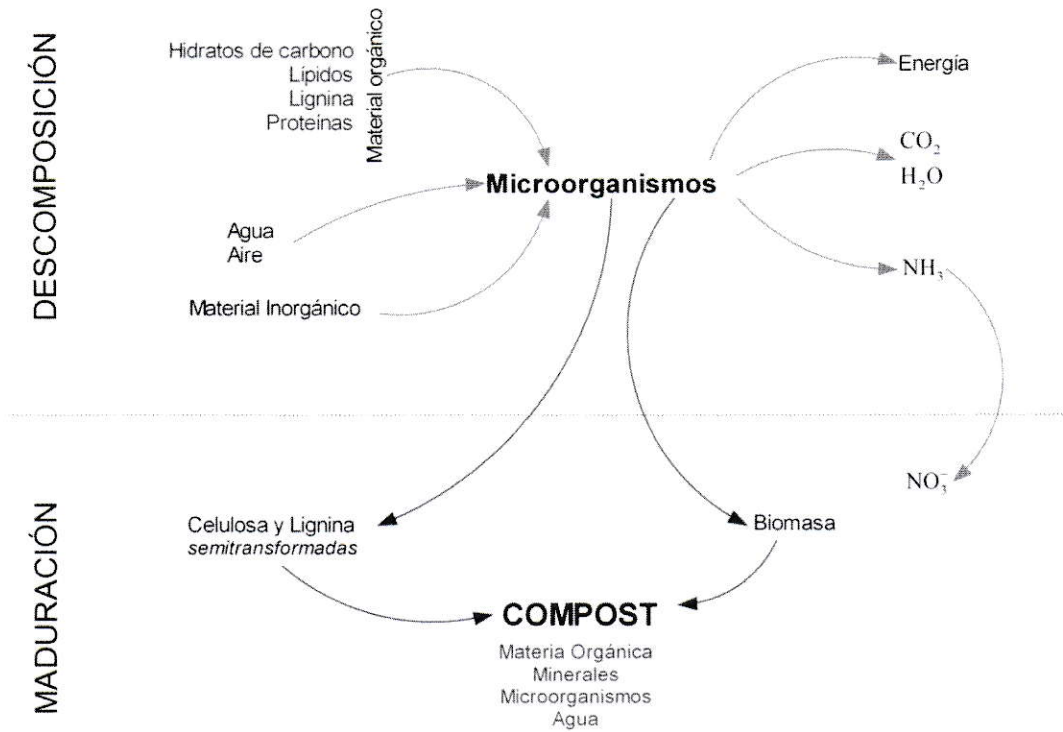 DESCOMPOSICIÓN
Hidratos de carbono
Lípidos
Lignina
Proteínas
Material orgánico
Energía
CO₂
H₂O
Microorganismos
Agua
Aire
NH₃
Material Inorgánico
NO₃⁻
MADURACIÓN
Celulosa y Lignina
semitransformadas
Biomasa
COMPOST
Materia Orgánica
Minerales
Microorganismos
Agua